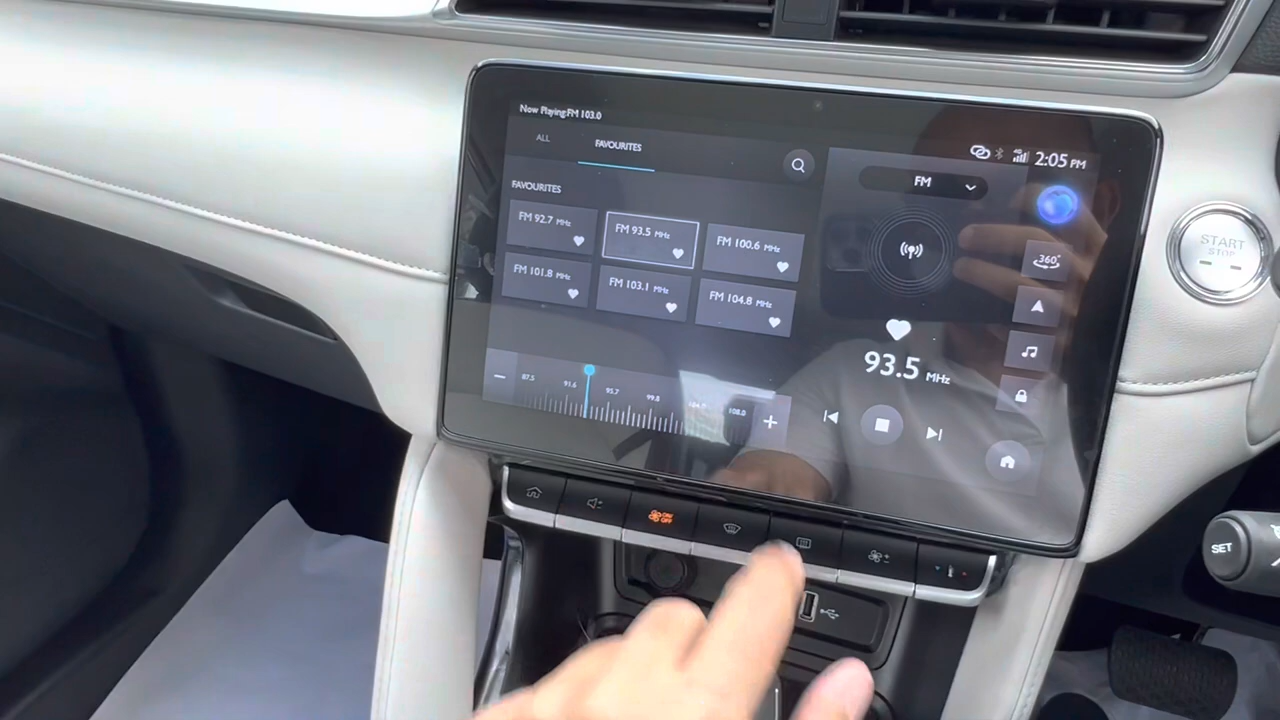 Now Playing:FM 103.0
ALL
FAVOURITES
2:05 PM
FM
FAVOURITES
FM 92.7 MHz
FM 93.5 MHz
FM 100.6 MHz
FM 101.8 MHz
FM 103.1 MHz
FM 104.8 MHz
360°
93.5 MHz
87.5
91.6
95.7
99.8
108.0
START
STOP
ON/
OFF
SET